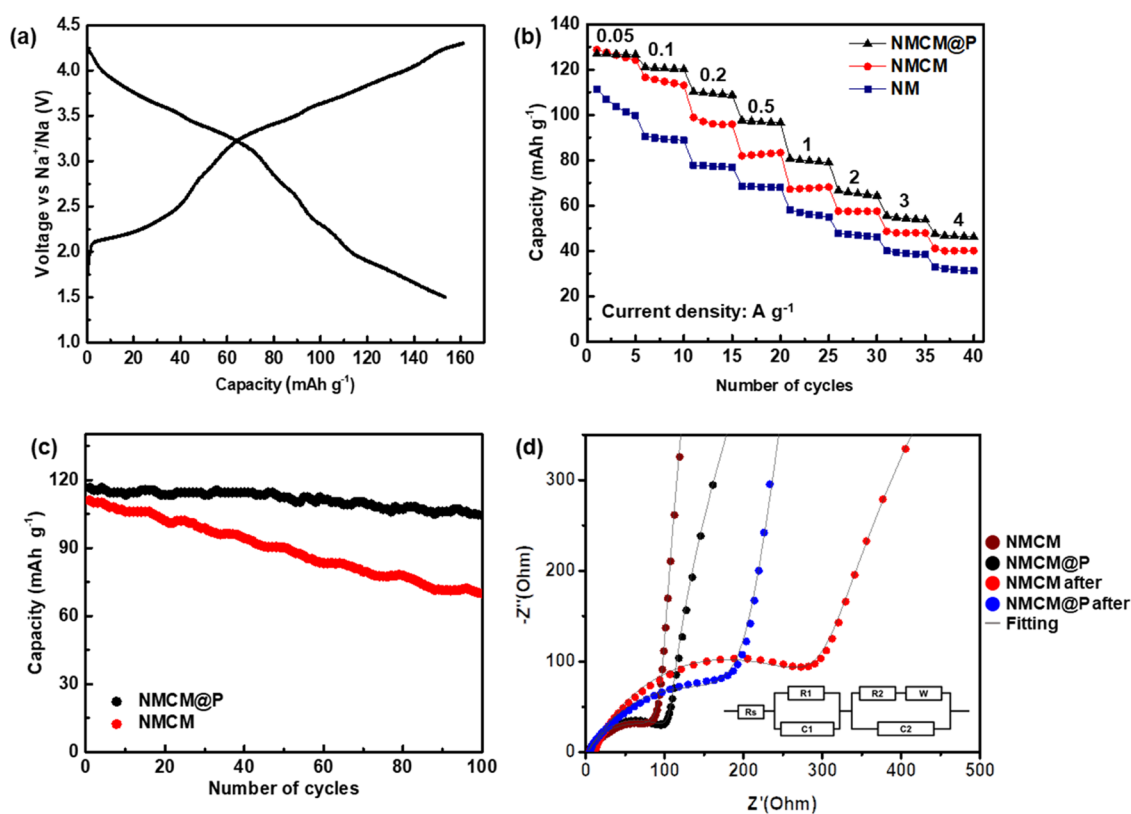 (a)
Voltage vs Na⁺/Na (V)
4.5
4.0
3.5
3.0
2.5
2.0
1.5
1.0
0 20 40 60 80 100 120 140 160
Capacity (mAh g⁻¹)
(b)
Capacity (mAh g⁻¹)
140
120
100
80
60
40
20
0
0.05
0.1
0.2
0.5
1
2
3
4
NMCM@P
NMCM
NM
Current density: A g⁻¹
0 5 10 15 20 25 30 35 40
Number of cycles
(c)
Capacity (mAh g⁻¹)
120
90
60
30
0
NMCM@P
NMCM
0 20 40 60 80 100
Number of cycles
(d)
-Z''(Ohm)
300
200
100
0
R1
Rs
C1
R2
W
C2
0 100 200 300 400 500
Z'(Ohm)
NMCM
NMCM@P
NMCM after
NMCM@P after
Fitting